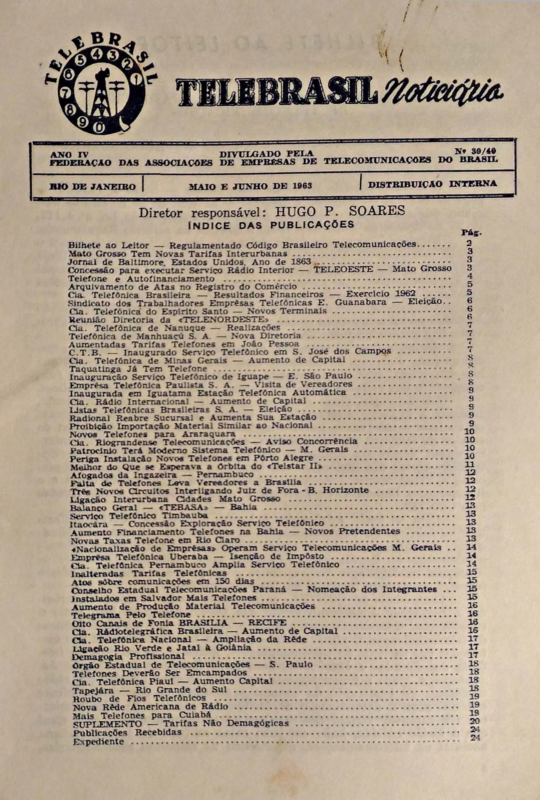 TELEBRASIL
1234567890
TELEBRASIL Noticiário
ANO IV DIVULGADO PELA Nº 39/40
FEDERAÇÃO DAS ASSOCIAÇÕES DE EMPRESAS DE TELECOMUNICAÇÕES DO BRASIL
RIO DE JANEIRO MAIO E JUNHO DE 1963 DISTRIBUIÇAO INTERNA
Diretor responsável: HUGO P. SOARES
ÍNDICE DAS PUBLICAÇÕES
Pág.
Bilhete ao Leitor — Regulamentado Código Brasileiro Telecomunicações....... 2
Mato Grosso Tem Novas Tarifas Interurbanas ........ 3
Jornal de Baltimore, Estados Unidos, Ano de 1863 ........ 3
Concessão para executar Serviço Rádio Interior — TELEOESTE — Mato Grosso 3
Telefone e Autofinanciamento ........ 4
Arquivamento de Atas no Registro do Comércio ........ 5
Cia. Telefônica Brasileira — Resultados Financeiros — Exercício 1962 ........ 5
Sindicato dos Trabalhadores Emprêsas Telefônicas E. Guanabara — Eleição.. 6
Cia. Telefônica do Espírito Santo — Novos Terminais ........ 6
Reunião Diretoria da «TELENORDESTE» ........ 6
Cia. Telefônica de Nanuque — Realizações ........ 7
Telefônica de Manhuaçú S. A. — Nova Diretoria ........ 7
Aumentadas Tarifas Telefônicas em João Pessoa ........ 7
C.T.B. — Inaugurado Serviço Telefônico em S. José dos Campos ........ 7
Cia. Telefônica de Minas Gerais — Aumento de Capital ........ 8
Taquatinga Já Tem Telefone ........ 8
Inauguração Serviço Telefônico de Iguape — E. São Paulo ........ 8
Emprêsa Telefônica Paulista S. A. — Visita de Vereadores ........ 8
Inaugurada em Iguatama Estação Telefônica Automática ........ 9
Cia. Rádio Internacional — Aumento de Capital ........ 9
Listas Telefônicas Brasileiras S. A. — Eleição ........ 9
Radional Reabre Sucursal e Aumenta Sua Estação ........ 9
Proibição Importação Material Similar ao Nacional ........ 9
Novos Telefones para Araraquara ........ 10
Cia. Riograndense Telecomunicações — Aviso Concorrência ........ 10
Patrocínio Terá Moderno Sistema Telefônico — M. Gerais ........ 10
Periga Instalação Novos Telefones em Pôrto Alegre ........ 10
Melhor do Que se Esperava a Órbita do «Telstar II» ........ 11
Afogados da Ingazeira — Pernambuco ........ 12
Falta de Telefones Leva Vereadores a Brasília ........ 12
Três Novos Circuitos Interligando Juiz de Fora - B. Horizonte ........ 12
Ligação Interurbana Cidades Mato Grosso ........ 12
Balanço Geral — «TEBASA» — Bahia ........ 13
Serviço Telefônico Timbauba ........ 13
Itaocára — Concessão Exploração Serviço Telefônico ........ 13
Aumento Financiamento Telefones na Bahia — Novos Pretendentes ........ 13
Novas Taxas Telefone em Rio Claro ........ 13
«Nacionalização de Emprêsas» Operam Serviço Telecomunicações M. Gerais .. 14
Emprêsa Telefônica Uberaba — Isenção de Impôsto ........ 14
Cia. Telefônica Pernambuco Amplia Serviço Telefônico ........ 14
Inalteradas Tarifas Telefônicas ........ 15
Atos sôbre comunicações em 150 dias ........ 15
Conselho Estadual Telecomunicações Paraná — Nomeação dos Integrantes ... 15
Instalados em Salvador Mais Telefones ........ 15
Aumento de Produção Material Telecomunicações ........ 16
Telegrama Pelo Telefone ........ 16
Oito Canais de Fonia BRASILIA — RECIFE ........ 16
Cia. Rádiotelegráfica Brasileira — Aumento de Capital ........ 16
Cia. Telefônica Nacional — Ampliação da Rêde ........ 17
Ligação Rio Verde e Jataí à Goiânia ........ 17
Demagogia Profissional ........ 17
órgão Estadual de Telecomunicações — S. Paulo ........ 18
Telefones Deverão Ser Emcampados ........ 18
Cia. Telefônica Piauí — Aumento Capital ........ 18
Tapejára — Rio Grande do Sul ........ 18
Roubo de Fios Telefônicos ........ 19
Nova Rêde Americana de Rádio ........ 19
Mais Telefones para Cuiabá ........ 19
SUPLEMENTO — Tarifas Não Demagógicas ........ 20
Publicações Recebidas ........ 24
Expediente ........ 24